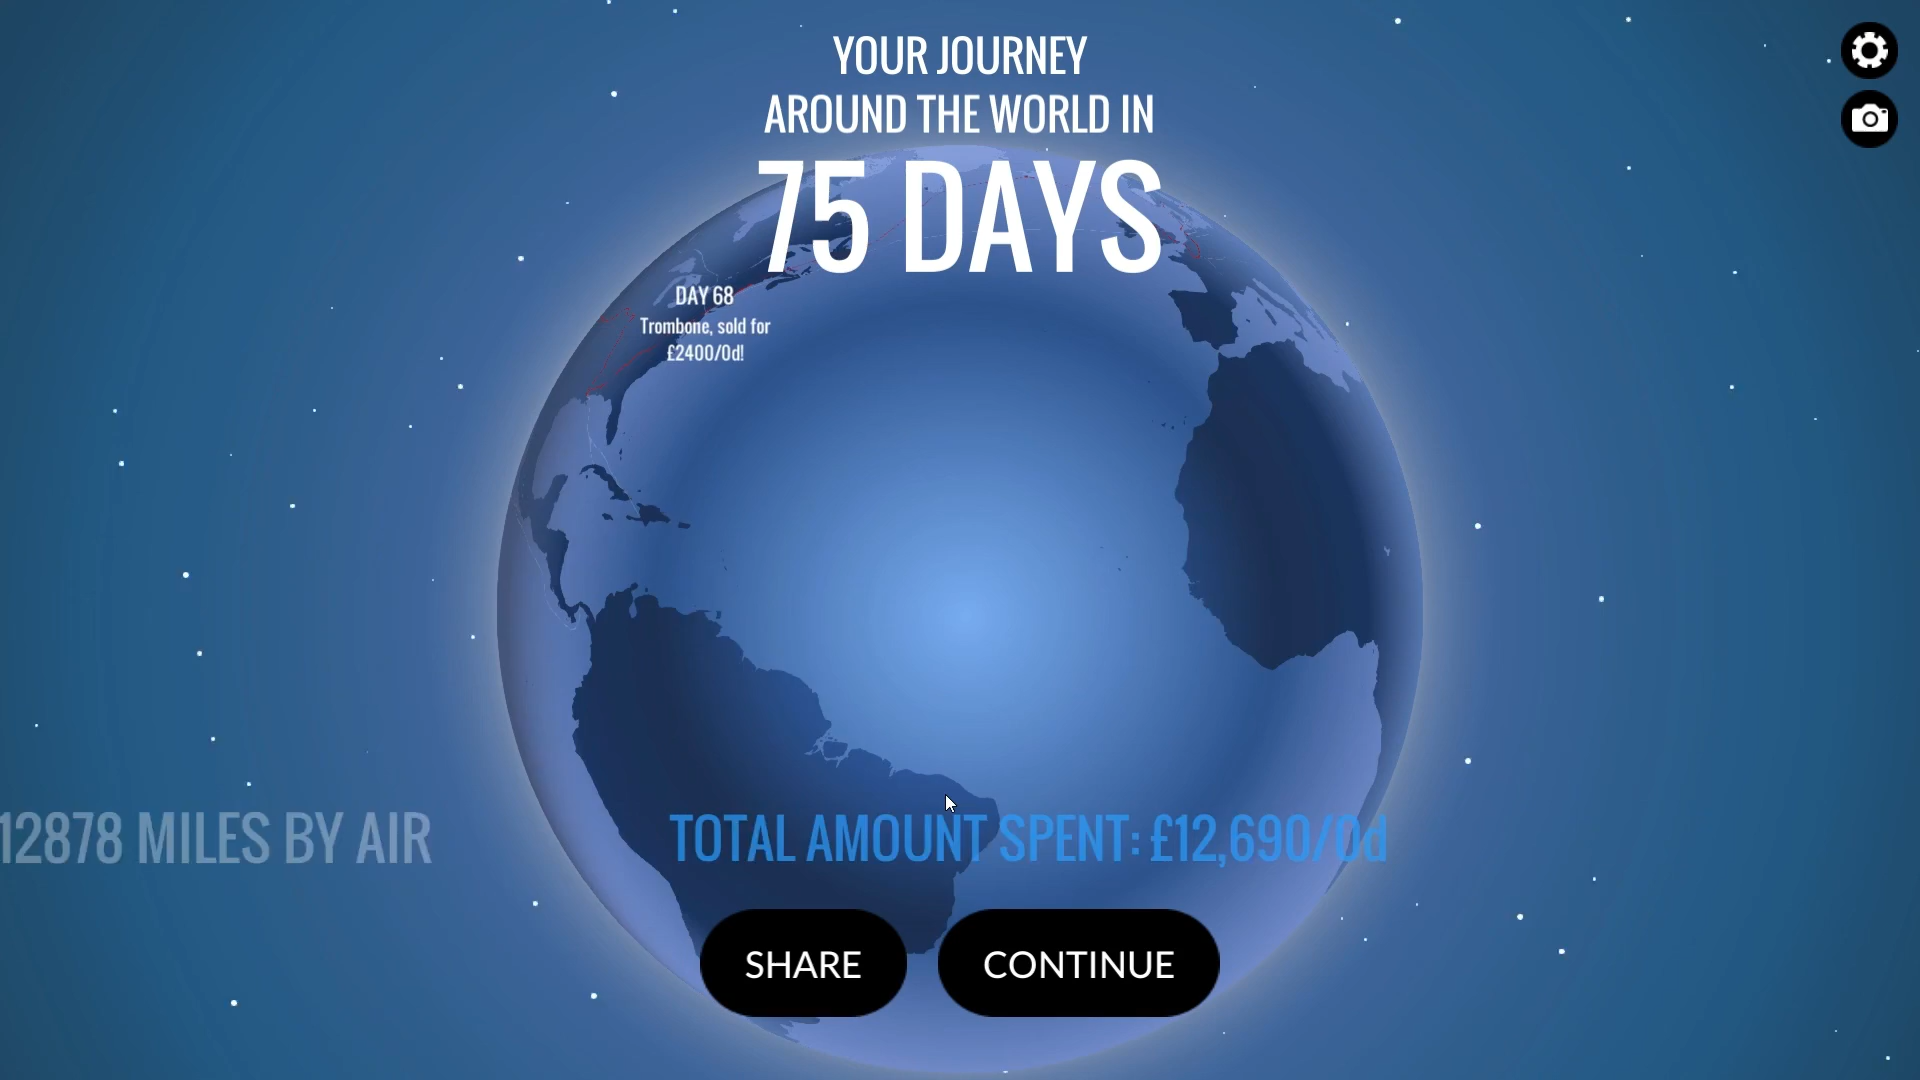 YOUR JOURNEY
AROUND THE WORLD IN
75 DAYS
DAY 68
Trombone, sold for
£2400/0d!
12878 MILES BY AIR
TOTAL AMOUNT SPENT: £12,690/0d
SHARE
CONTINUE